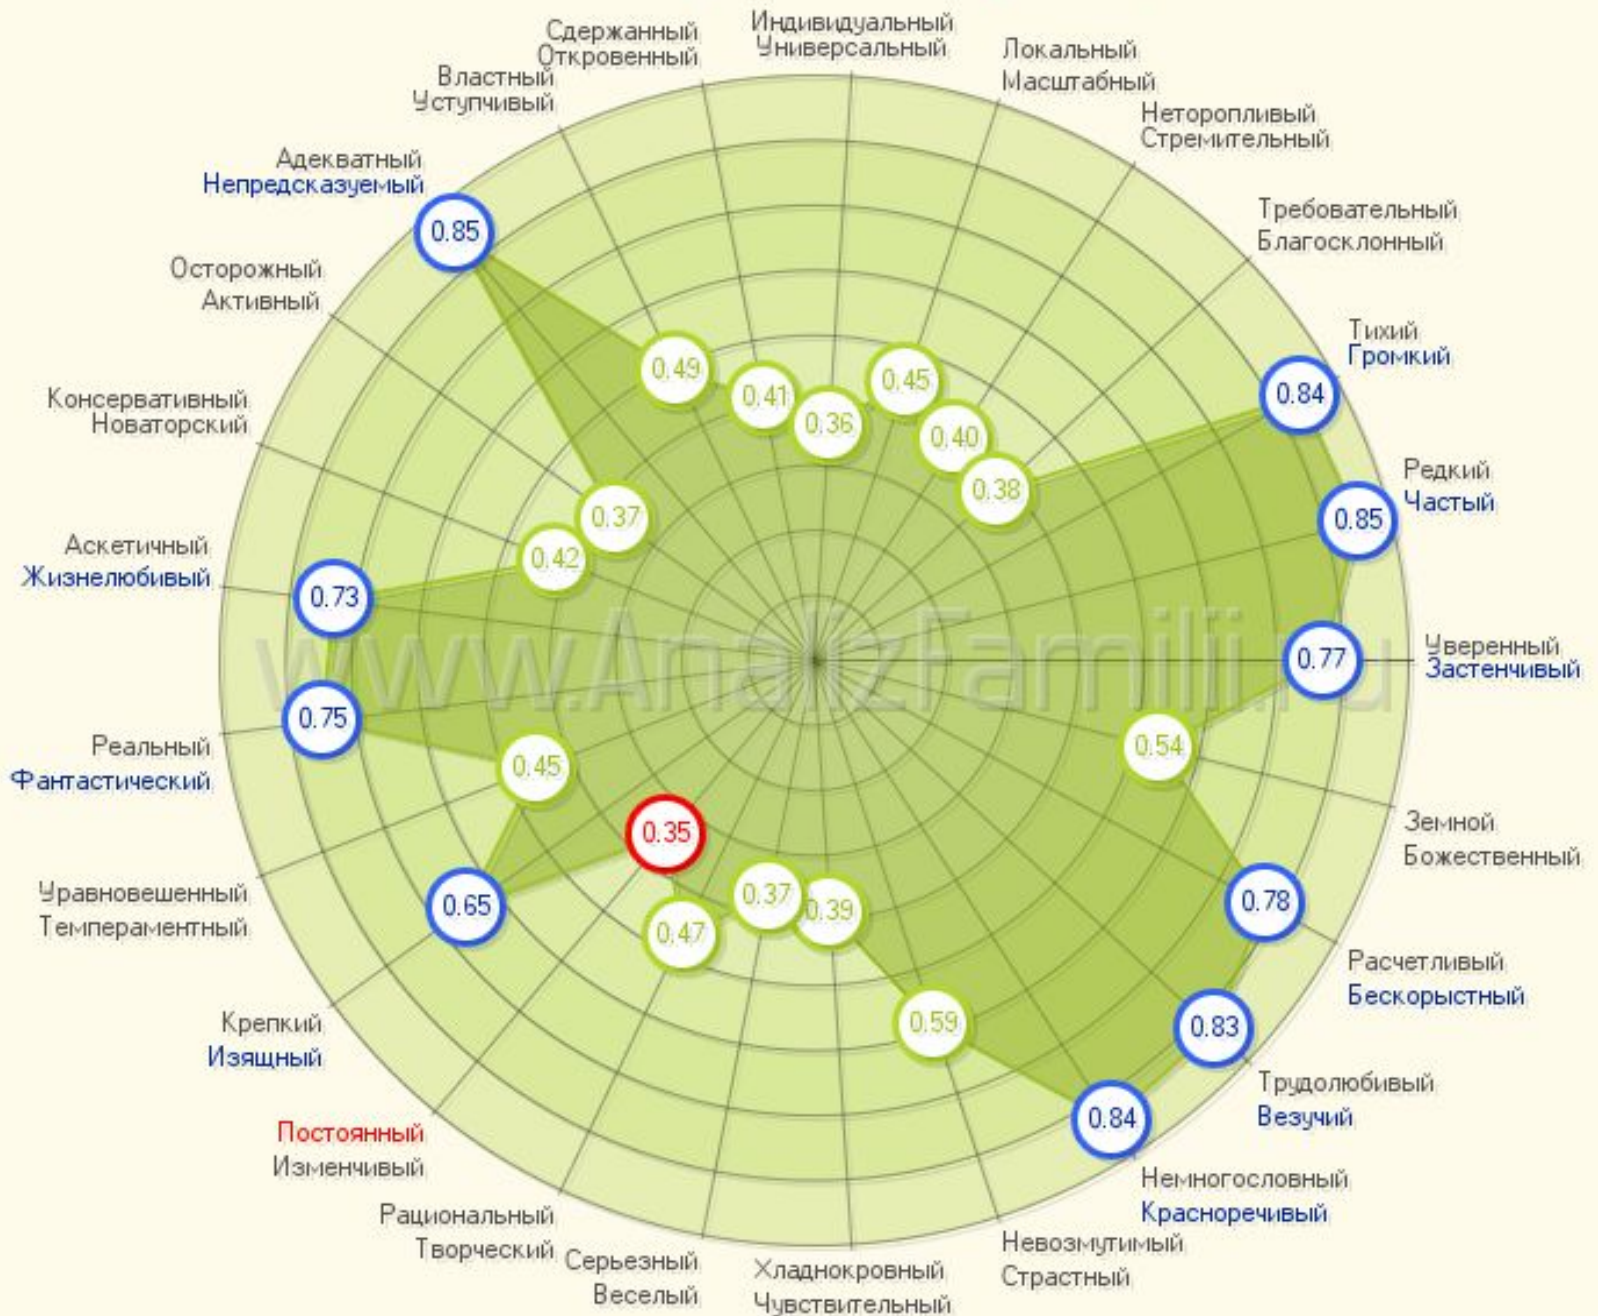 Индивидуальный
Универсальный
Сдержанный
Откровенный
Локальный
Масштабный
Властный
Уступчивый
Неторопливый
Стремительный
Адекватный
Непредсказуемый
Требовательный
Благосклонный
0.85
Осторожный
Активный
Тихий
Громкий
0.49
0.41
0.36
0.45
0.40
0.38
0.84
Консервативный
Новаторский
Редкий
Частый
0.85
0.37
0.42
Аскетичный
Жизнелюбивый
0.73
www.AnalizFamilii.ru
0.77
Уверенный
Застенчивый
0.75
Реальный
Фантастический
0.45
0.54
Земной
Божественный
0.35
Уравновешенный
Темпераментный
0.65
0.37
0.39
0.47
0.78
Расчетливый
Бескорыстный
Крепкий
Изящный
0.59
0.83
Трудолюбивый
Везучий
0.84
Постоянный
Изменчивый
Немногословный
Красноречивый
Рациональный
Творческий
Серьезный
Веселый
Хладнокровный
Чувствительный
Невозмутимый
Страстный